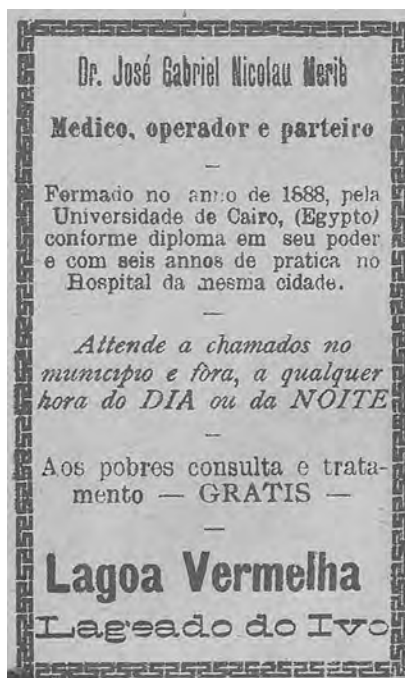 Dr. José Gabriel Nicolau Merib
Medico, operador e parteiro
—
Formado no anno de 1888, pela
Universidade de Cairo, (Egypto)
conforme diploma em seu poder
e com seis annos de pratica no
Hospital da mesma cidade.
—
Attende a chamados no
municipio e fòra, a qualquer
hora do DIA ou da NOITE
—
Aos pobres consulta e trata-
mento — GRATIS —
—
Lagoa Vermelha
Lageado do Ivo